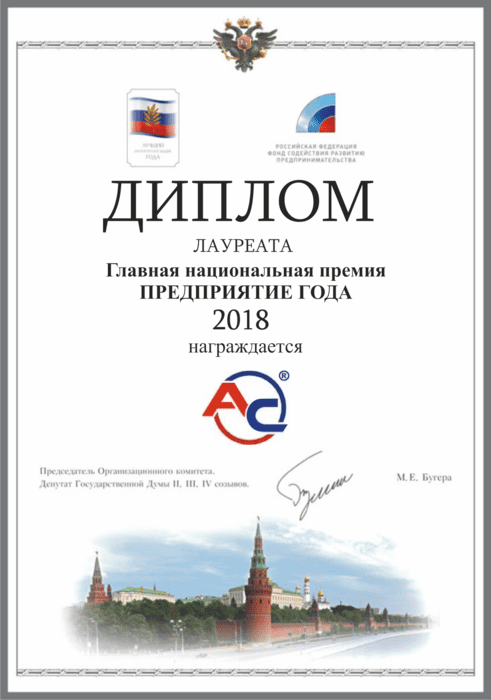 РОССИЙСКАЯ ФЕДЕРАЦИЯ
ФОНД СОДЕЙСТВИЯ РАЗВИТИЮ
ПРЕДПРИНИМАТЕЛЬСТВА
ЛУЧШЕЕ
ГОДА
ДИПЛОМ
ЛАУРЕАТА
Главная национальная премия
ПРЕДПРИЯТИЕ ГОДА
2018
награждается
АС®
Председатель Организационного комитета.
Депутат Государственной Думы II, III, IV созывов.
М.Е. Бугера